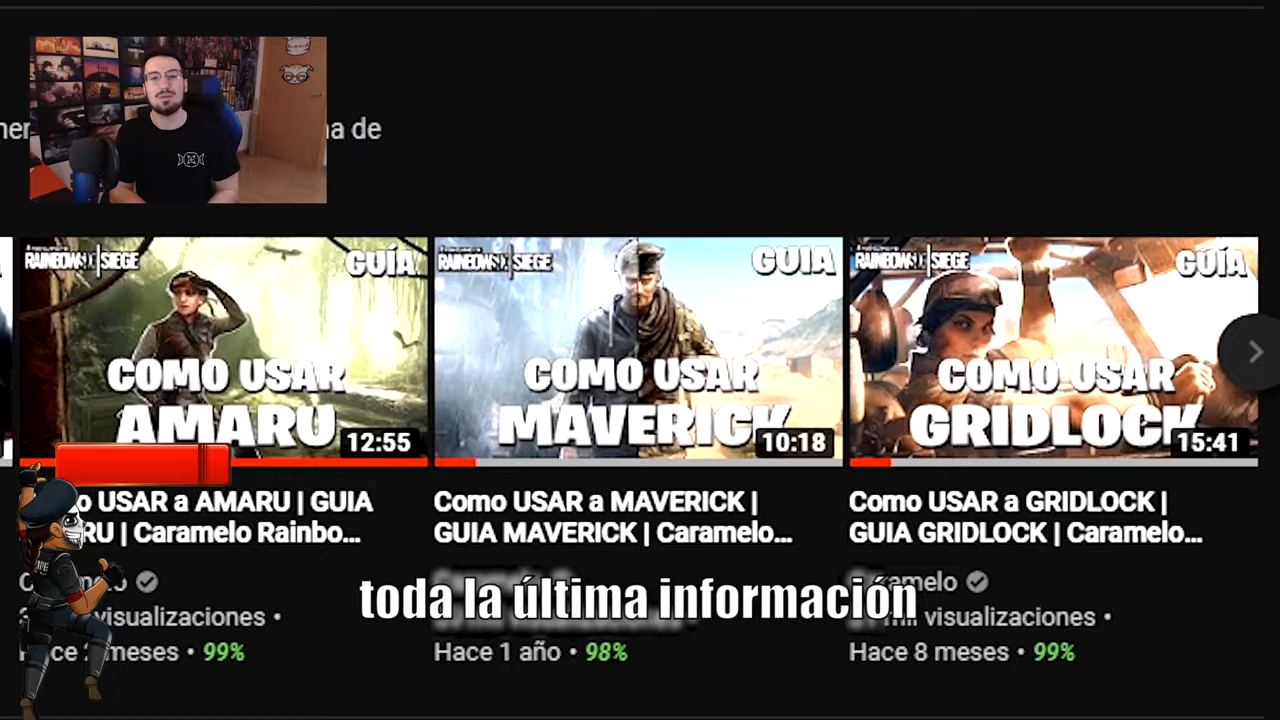 a de
RAINBOW SIX | SIEGE
GUÍA
COMO USAR
AMARU
12:55
RAINBOW SIX | SIEGE
GUIA
COMO USAR
MAVERICK
10:18
RAINBOW SIX | SIEGE
GUÍA
COMO USAR
GRIDLOCK
15:41
o USAR a AMARU | GUIA
RU | Caramelo Rainbo...
Como USAR a MAVERICK |
GUIA MAVERICK | Caramelo...
Como USAR a GRIDLOCK |
GUIA GRIDLOCK | Caramelo...
toda la última información
visualizaciones •
meses • 99%
Hace 1 año • 98%
visualizaciones •
Hace 8 meses • 99%